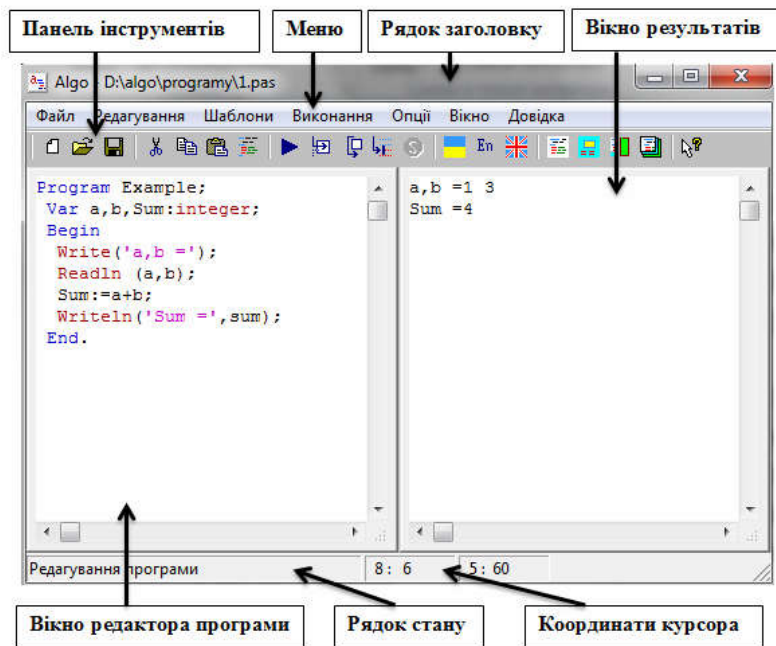 Панель інструментів
Меню
Рядок заголовку
Вікно результатів
Algo - D:\algo\programy\1.pas
Файл Редагування Шаблони Виконання Опції Вікно Довідка
En
Program Example;
Var a,b,Sum:integer;
Begin
Write('a,b =');
Readln (a,b);
Sum:=a+b;
Writeln('Sum =',sum);
End.
a,b =1 3
Sum =4
Редагування програми
8: 6
5: 60
Вікно редактора програми
Рядок стану
Координати курсора